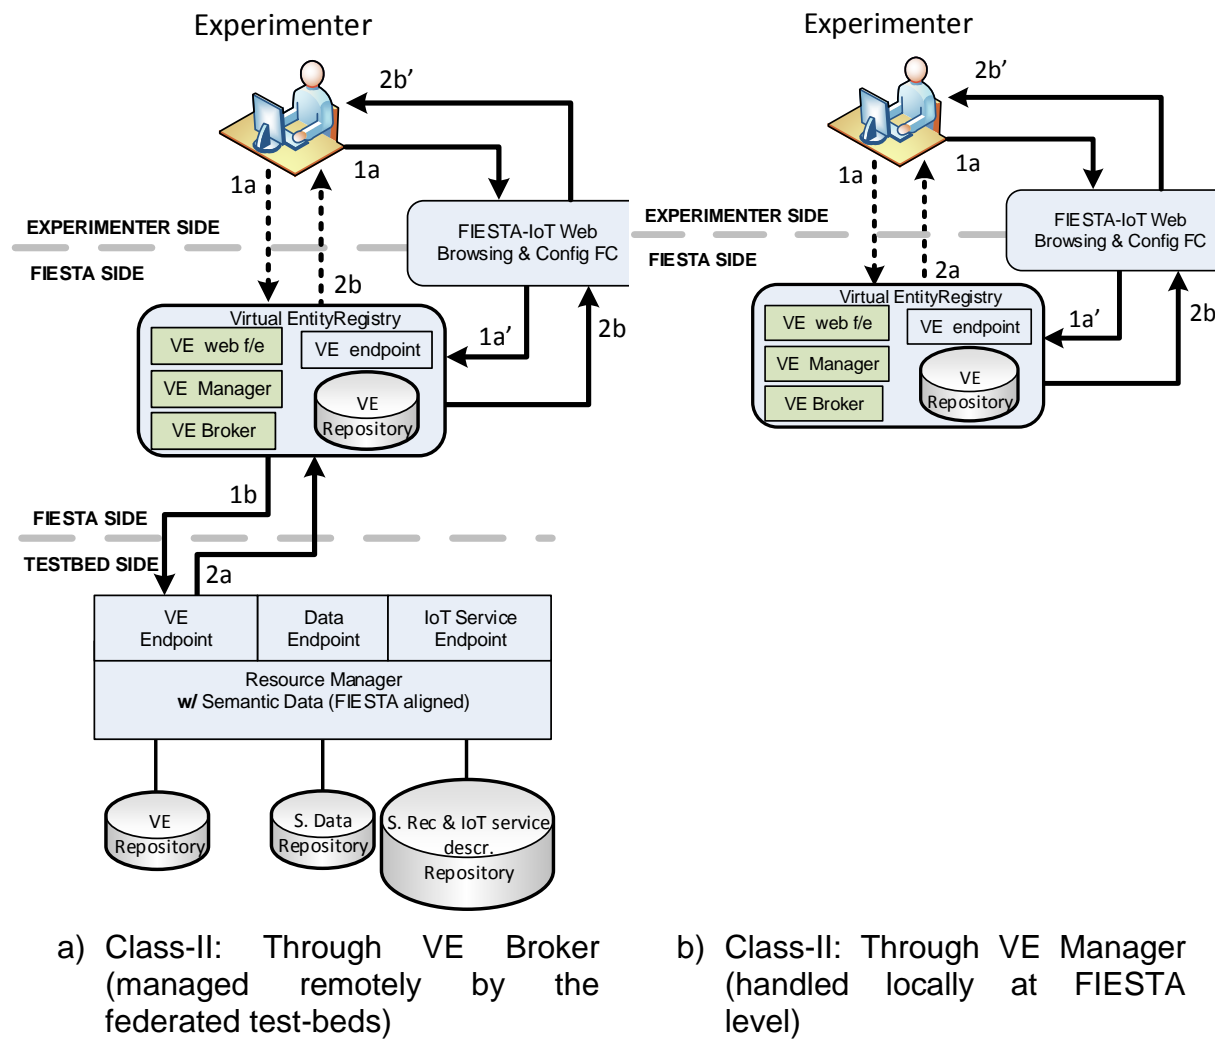 Experimenter
2b’
1a
1a
EXPERIMENTER SIDE
FIESTA SIDE
FIESTA-IoT Web
Browsing & Config FC
2b
Virtual EntityRegistry
VE web f/e
VE endpoint
VE Manager
VE
Repository
VE Broker
1a’
2b
1b
FIESTA SIDE
TESTBED SIDE
2a
VE
Endpoint
Data
Endpoint
IoT Service
Endpoint
Resource Manager
w/ Semantic Data (FIESTA aligned)
VE
Repository
S. Data
Repository
S. Rec & IoT service
descr.
Repository
a) Class-II: Through VE Broker
(managed remotely by the
federated test-beds)
Experimenter
2b’
1a
1a
EXPERIMENTER SIDE
FIESTA SIDE
FIESTA-IoT Web
Browsing & Config FC
2a
Virtual EntityRegistry
VE web f/e
VE endpoint
VE Manager
VE
Repository
VE Broker
1a’
2b
b) Class-II: Through VE Manager
(handled locally at FIESTA
level)